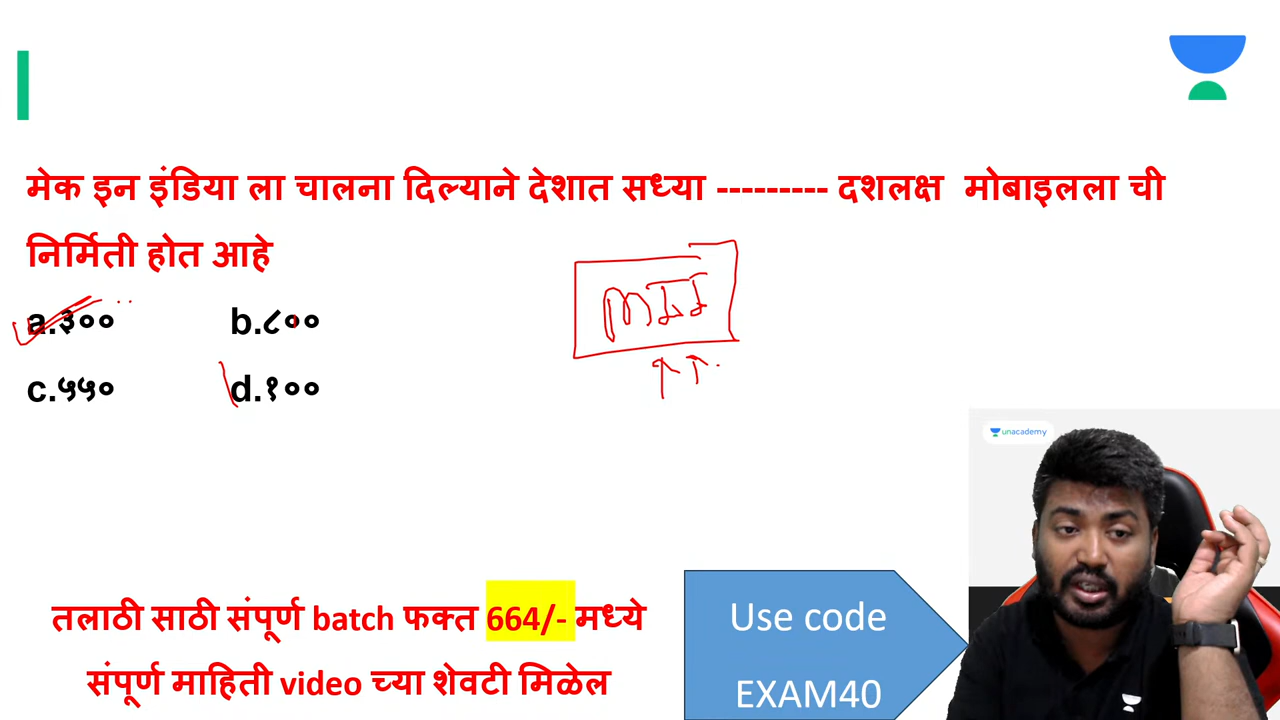 मेक इन इंडिया ला चालना दिल्याने देशात सध्या --------- दशलक्ष मोबाइलला ची
निर्मिती होत आहे
a.३०० b.८००
MII
c.५५० d.१००
unacademy
तलाठी साठी संपूर्ण batch फक्त 664/- मध्ये
संपूर्ण माहिती video च्या शेवटी मिळेल
Use code
EXAM40